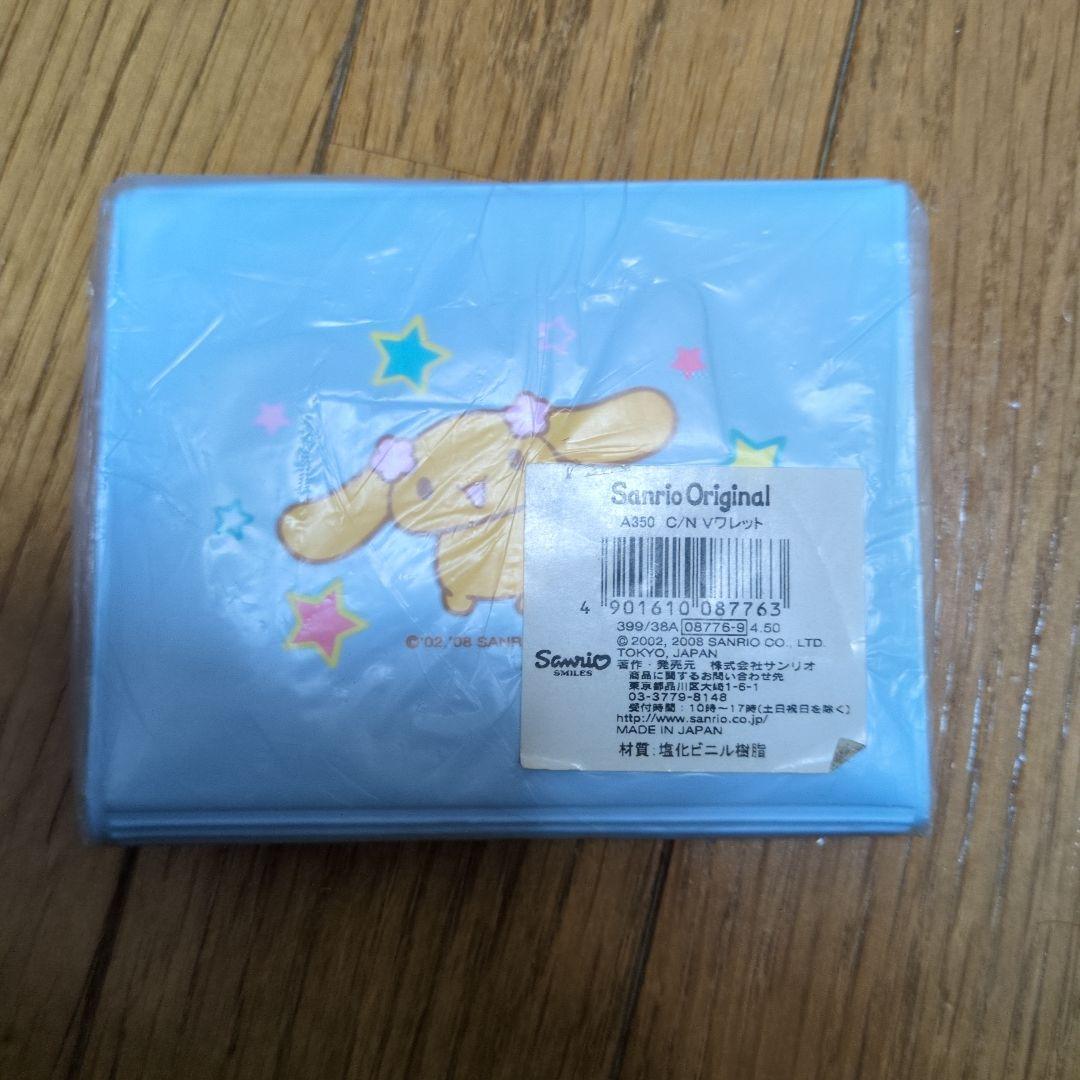 Sanrio Original
A350 C/N Vワレット
4 901610 087763
399/38A 08776-9 4.50
© 2002, 2008 SANRIO CO., LTD.
TOKYO, JAPAN
著作・発売元 株式会社サンリオ
商品に関するお問い合わせ先
東京都品川区大崎1-6-1
03-3779-8148
受付時間:10時~17時(土日祝日を除く)
http://www.sanrio.co.jp/
MADE IN JAPAN
材質:塩化ビニル樹脂
Sanrio
SMILES
©'02,'08 SANR